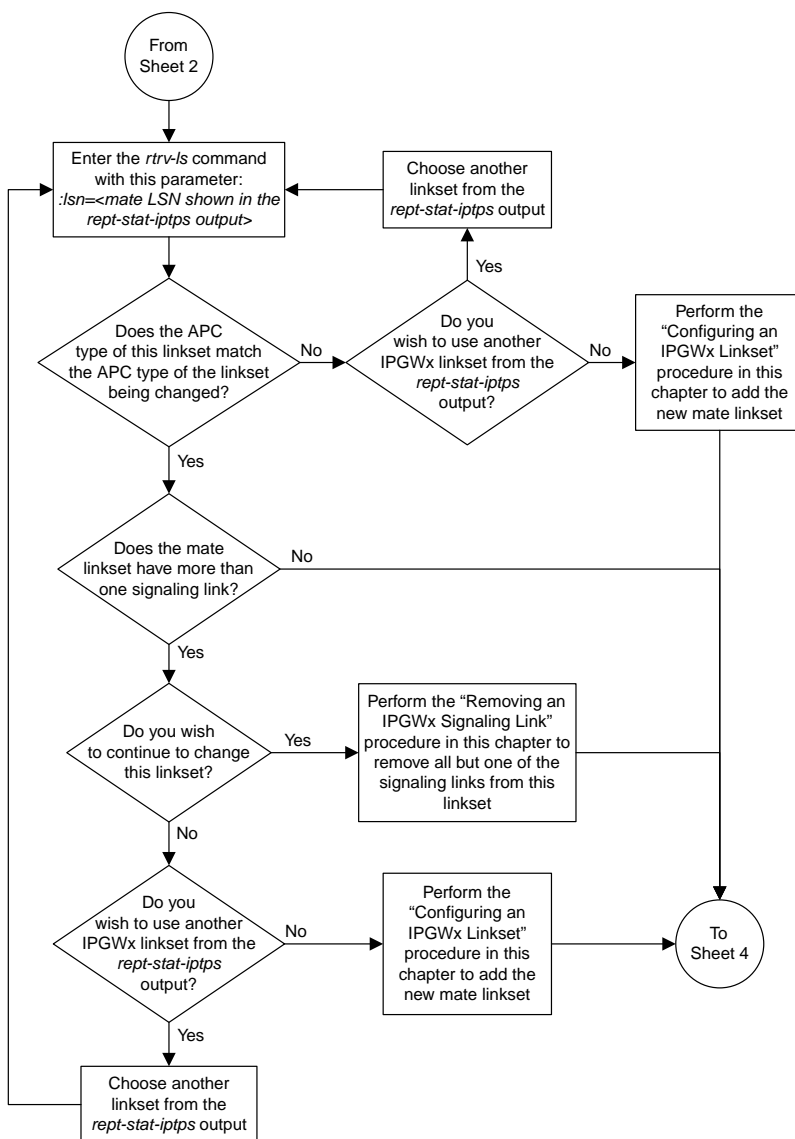 From
Sheet 2
Enter the rtrv-ls command
with this parameter:
:lsn=<mate LSN shown in the
rept-stat-iptps output>
Choose another
linkset from the
rept-stat-iptps output
Yes
Does the APC
type of this linkset match
the APC type of the linkset
being changed?
No
Do you
wish to use another
IPGWx linkset from the
rept-stat-iptps
output?
No
Perform the
“Configuring an
IPGWx Linkset”
procedure in this
chapter to add the
new mate linkset
Yes
Does the mate
linkset have more than
one signaling link?
No
Yes
Do you wish
to continue to change
this linkset?
Yes
Perform the “Removing an
IPGWx Signaling Link”
procedure in this chapter to
remove all but one of the
signaling links from this
linkset
No
Do you
wish to use another
IPGWx linkset from the
rept-stat-iptps
output?
No
Perform the
“Configuring an
IPGWx Linkset”
procedure in this
chapter to add the
new mate linkset
To
Sheet 4
Yes
Choose another
linkset from the
rept-stat-iptps output